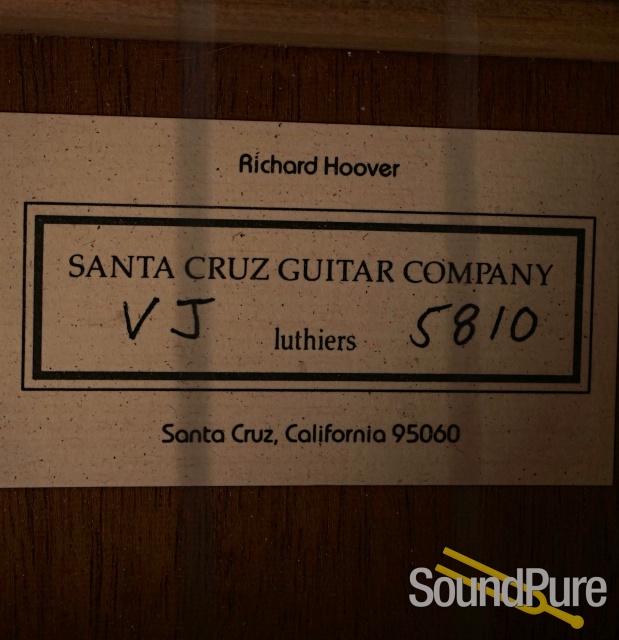 Richard Hoover
SANTA CRUZ GUITAR COMPANY
VJ luthiers 5810
Santa Cruz, California 95060
SoundPure